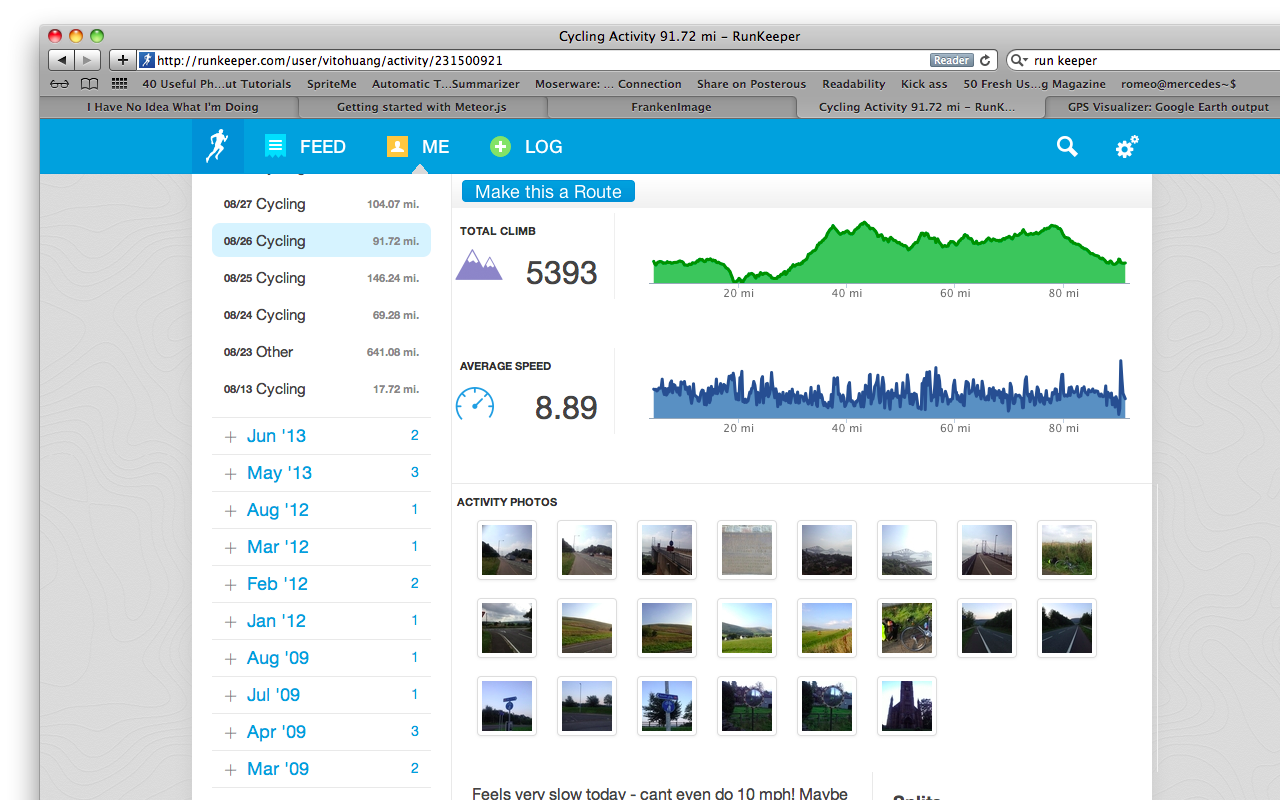 Cycling Activity 91.72 mi – RunKeeper
http://runkeeper.com/user/vitohuang/activity/231500921
Reader
run keeper
40 Useful Ph...ut Tutorials SpriteMe Automatic T...Summarizer Moserware: ... Connection Share on Posterous Readability Kick ass 50 Fresh Us...g Magazine romeo@mercedes~$
I Have No Idea What I'm Doing Getting started with Meteor.js FrankenImage Cycling Activity 91.72 mi – RunK... GPS Visualizer: Google Earth output
FEED ME LOG
Make this a Route
08/27 Cycling 104.07 mi.
08/26 Cycling 91.72 mi.
08/25 Cycling 146.24 mi.
08/24 Cycling 69.28 mi.
08/23 Other 641.08 mi.
08/13 Cycling 17.72 mi.
+ Jun '13 2
+ May '13 3
+ Aug '12 1
+ Mar '12 1
+ Feb '12 2
+ Jan '12 1
+ Aug '09 1
+ Jul '09 1
+ Apr '09 3
+ Mar '09 2
TOTAL CLIMB
5393
20 mi 40 mi 60 mi 80 mi
AVERAGE SPEED
8.89
20 mi 40 mi 60 mi 80 mi
ACTIVITY PHOTOS
Feels very slow today - cant even do 10 mph! Maybe
Splits